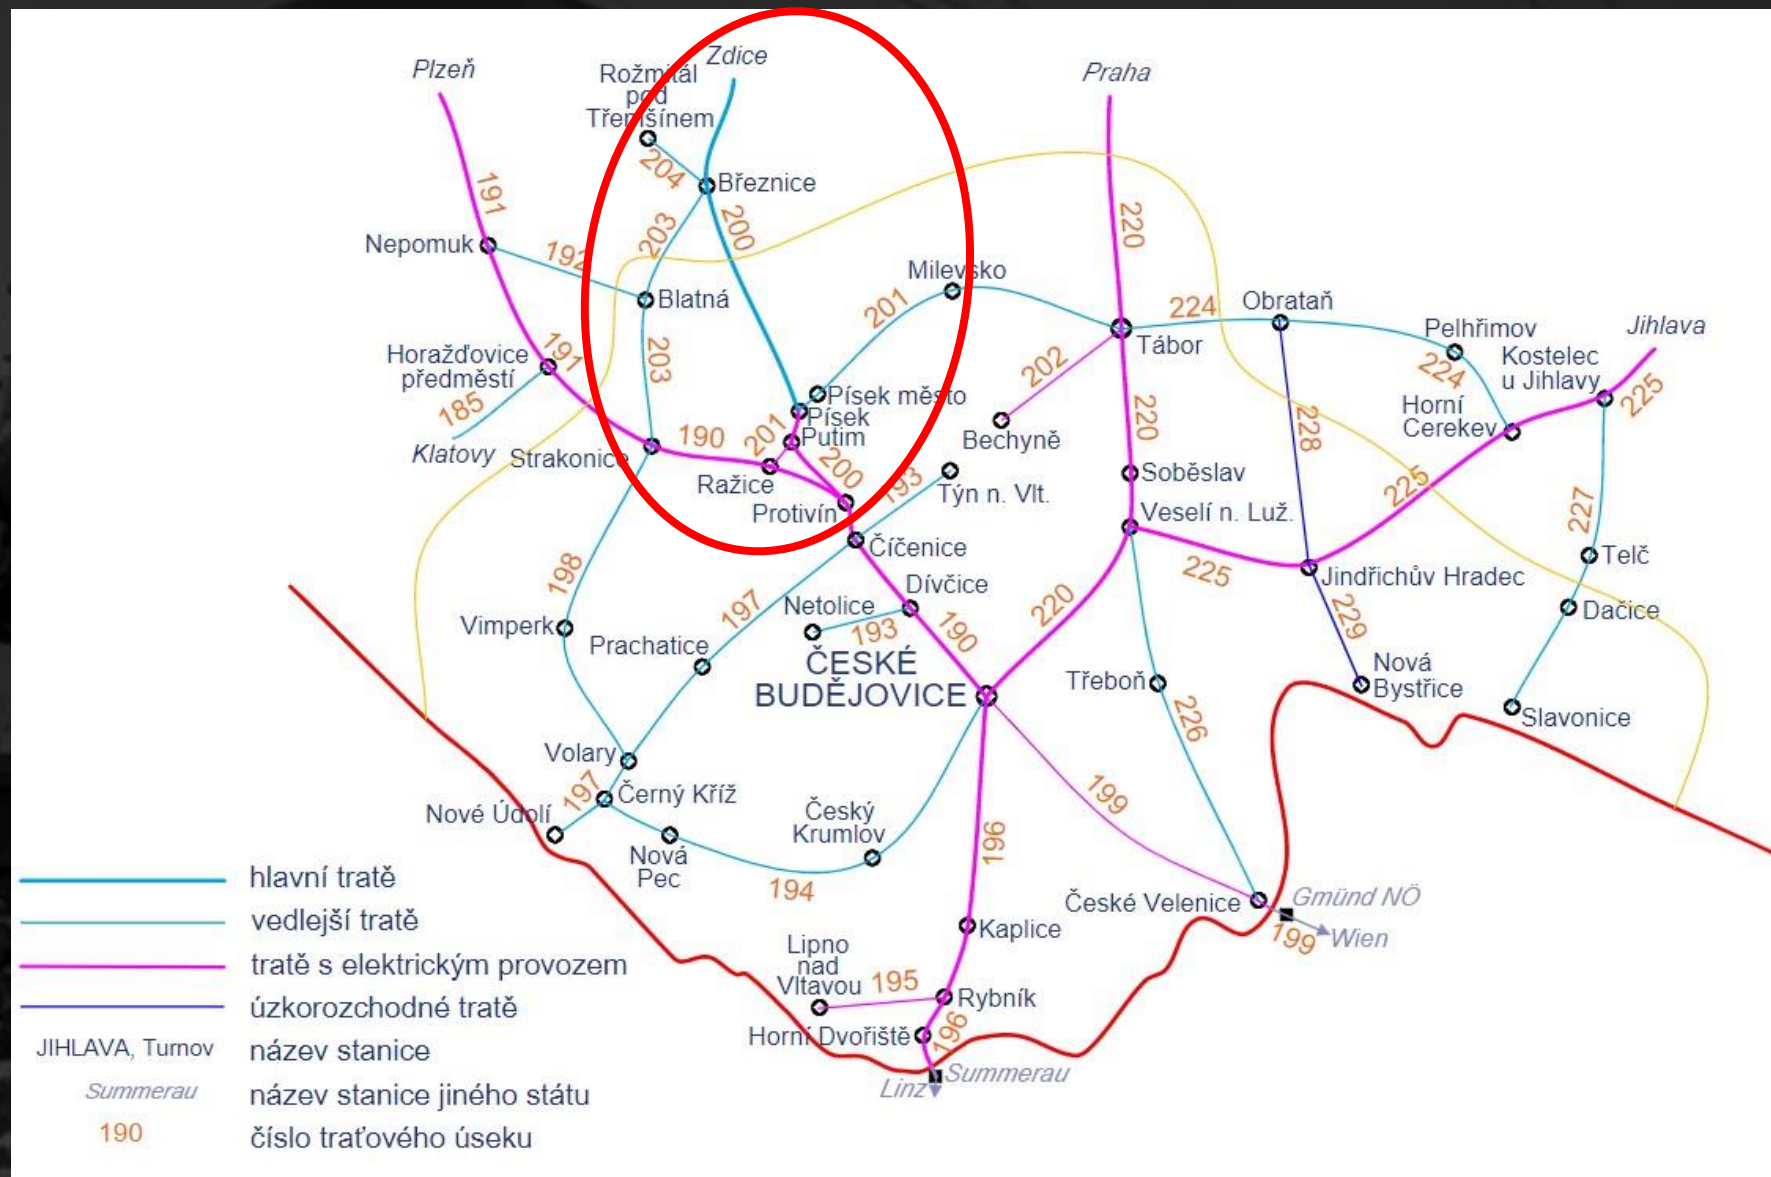 Plzeň
Rožmitál
pod
Třemšínem
Zdice
Praha
204
Březnice
191
203
200
220
Nepomuk
192
Blatná
Milevsko
201
224
Obrataň
Pelhřimov
Jihlava
Tábor
Kostelec
u Jihlavy
224
225
Horažďovice
předměstí
191
203
202
185
Klatovy
Strakonice
190
201
Písek město
Písek
Putim
Bechyně
220
228
Horní
Cerekev
Ražice
200
193
Týn n. Vlt.
Soběslav
225
Protivín
Veselí n. Luž.
227
Číčenice
225
Jindřichův Hradec
Telč
198
197
Dívčice
Netolice
193
190
220
229
Dačice
Vimperk
Prachatice
ČESKÉ
BUDĚJOVICE
Třeboň
Nová
Bystřice
226
Slavonice
Volary
197
Černý Kříž
199
Nové Údolí
Český
Krumlov
Nová
Pec
194
196
České Velenice
Gmünd NÖ
199
Wien
Kaplice
Lipno
nad
Vltavou
195
Rybník
Horní Dvořiště
196
Linz
Summerau
hlavní tratě
vedlejší tratě
tratě s elektrickým provozem
úzkorozchodné tratě
JIHLAVA, Turnov název stanice
Summerau název stanice jiného státu
190 číslo traťového úseku